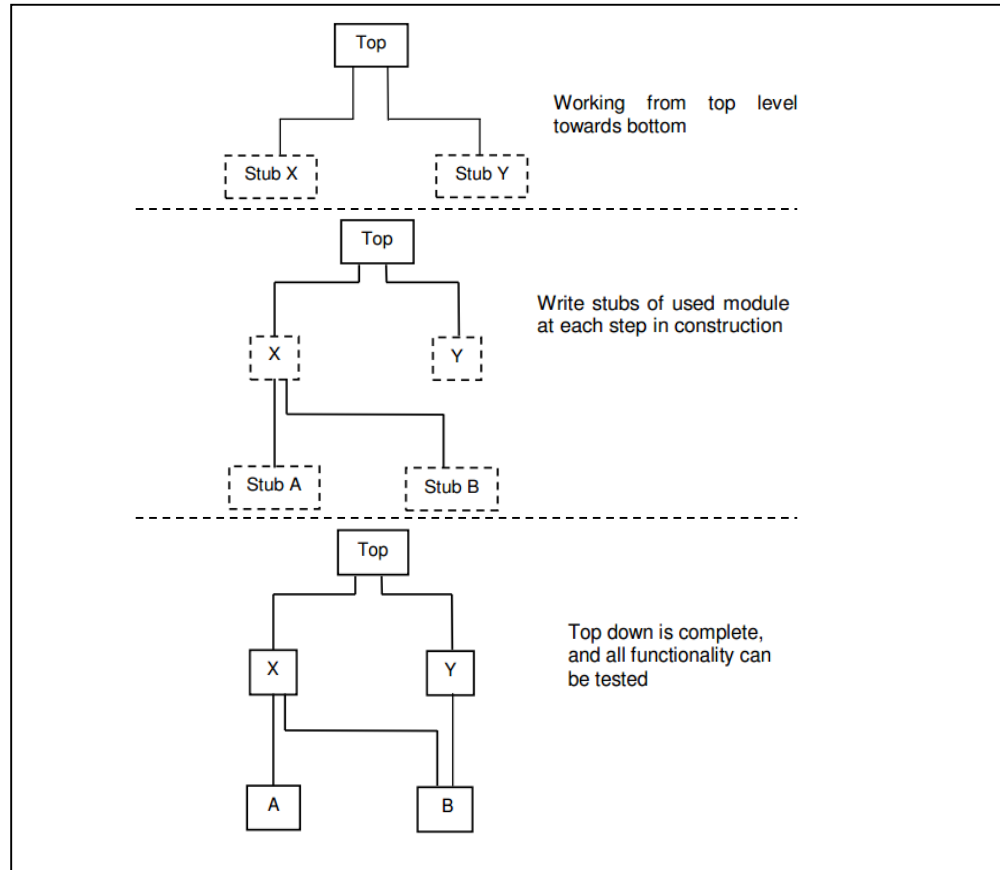 Top
Working from top level
towards bottom
Stub X
Stub Y
Top
Write stubs of used module
at each step in construction
X
Y
Stub A
Stub B
Top
Top down is complete,
and all functionality can
be tested
X
Y
A
B